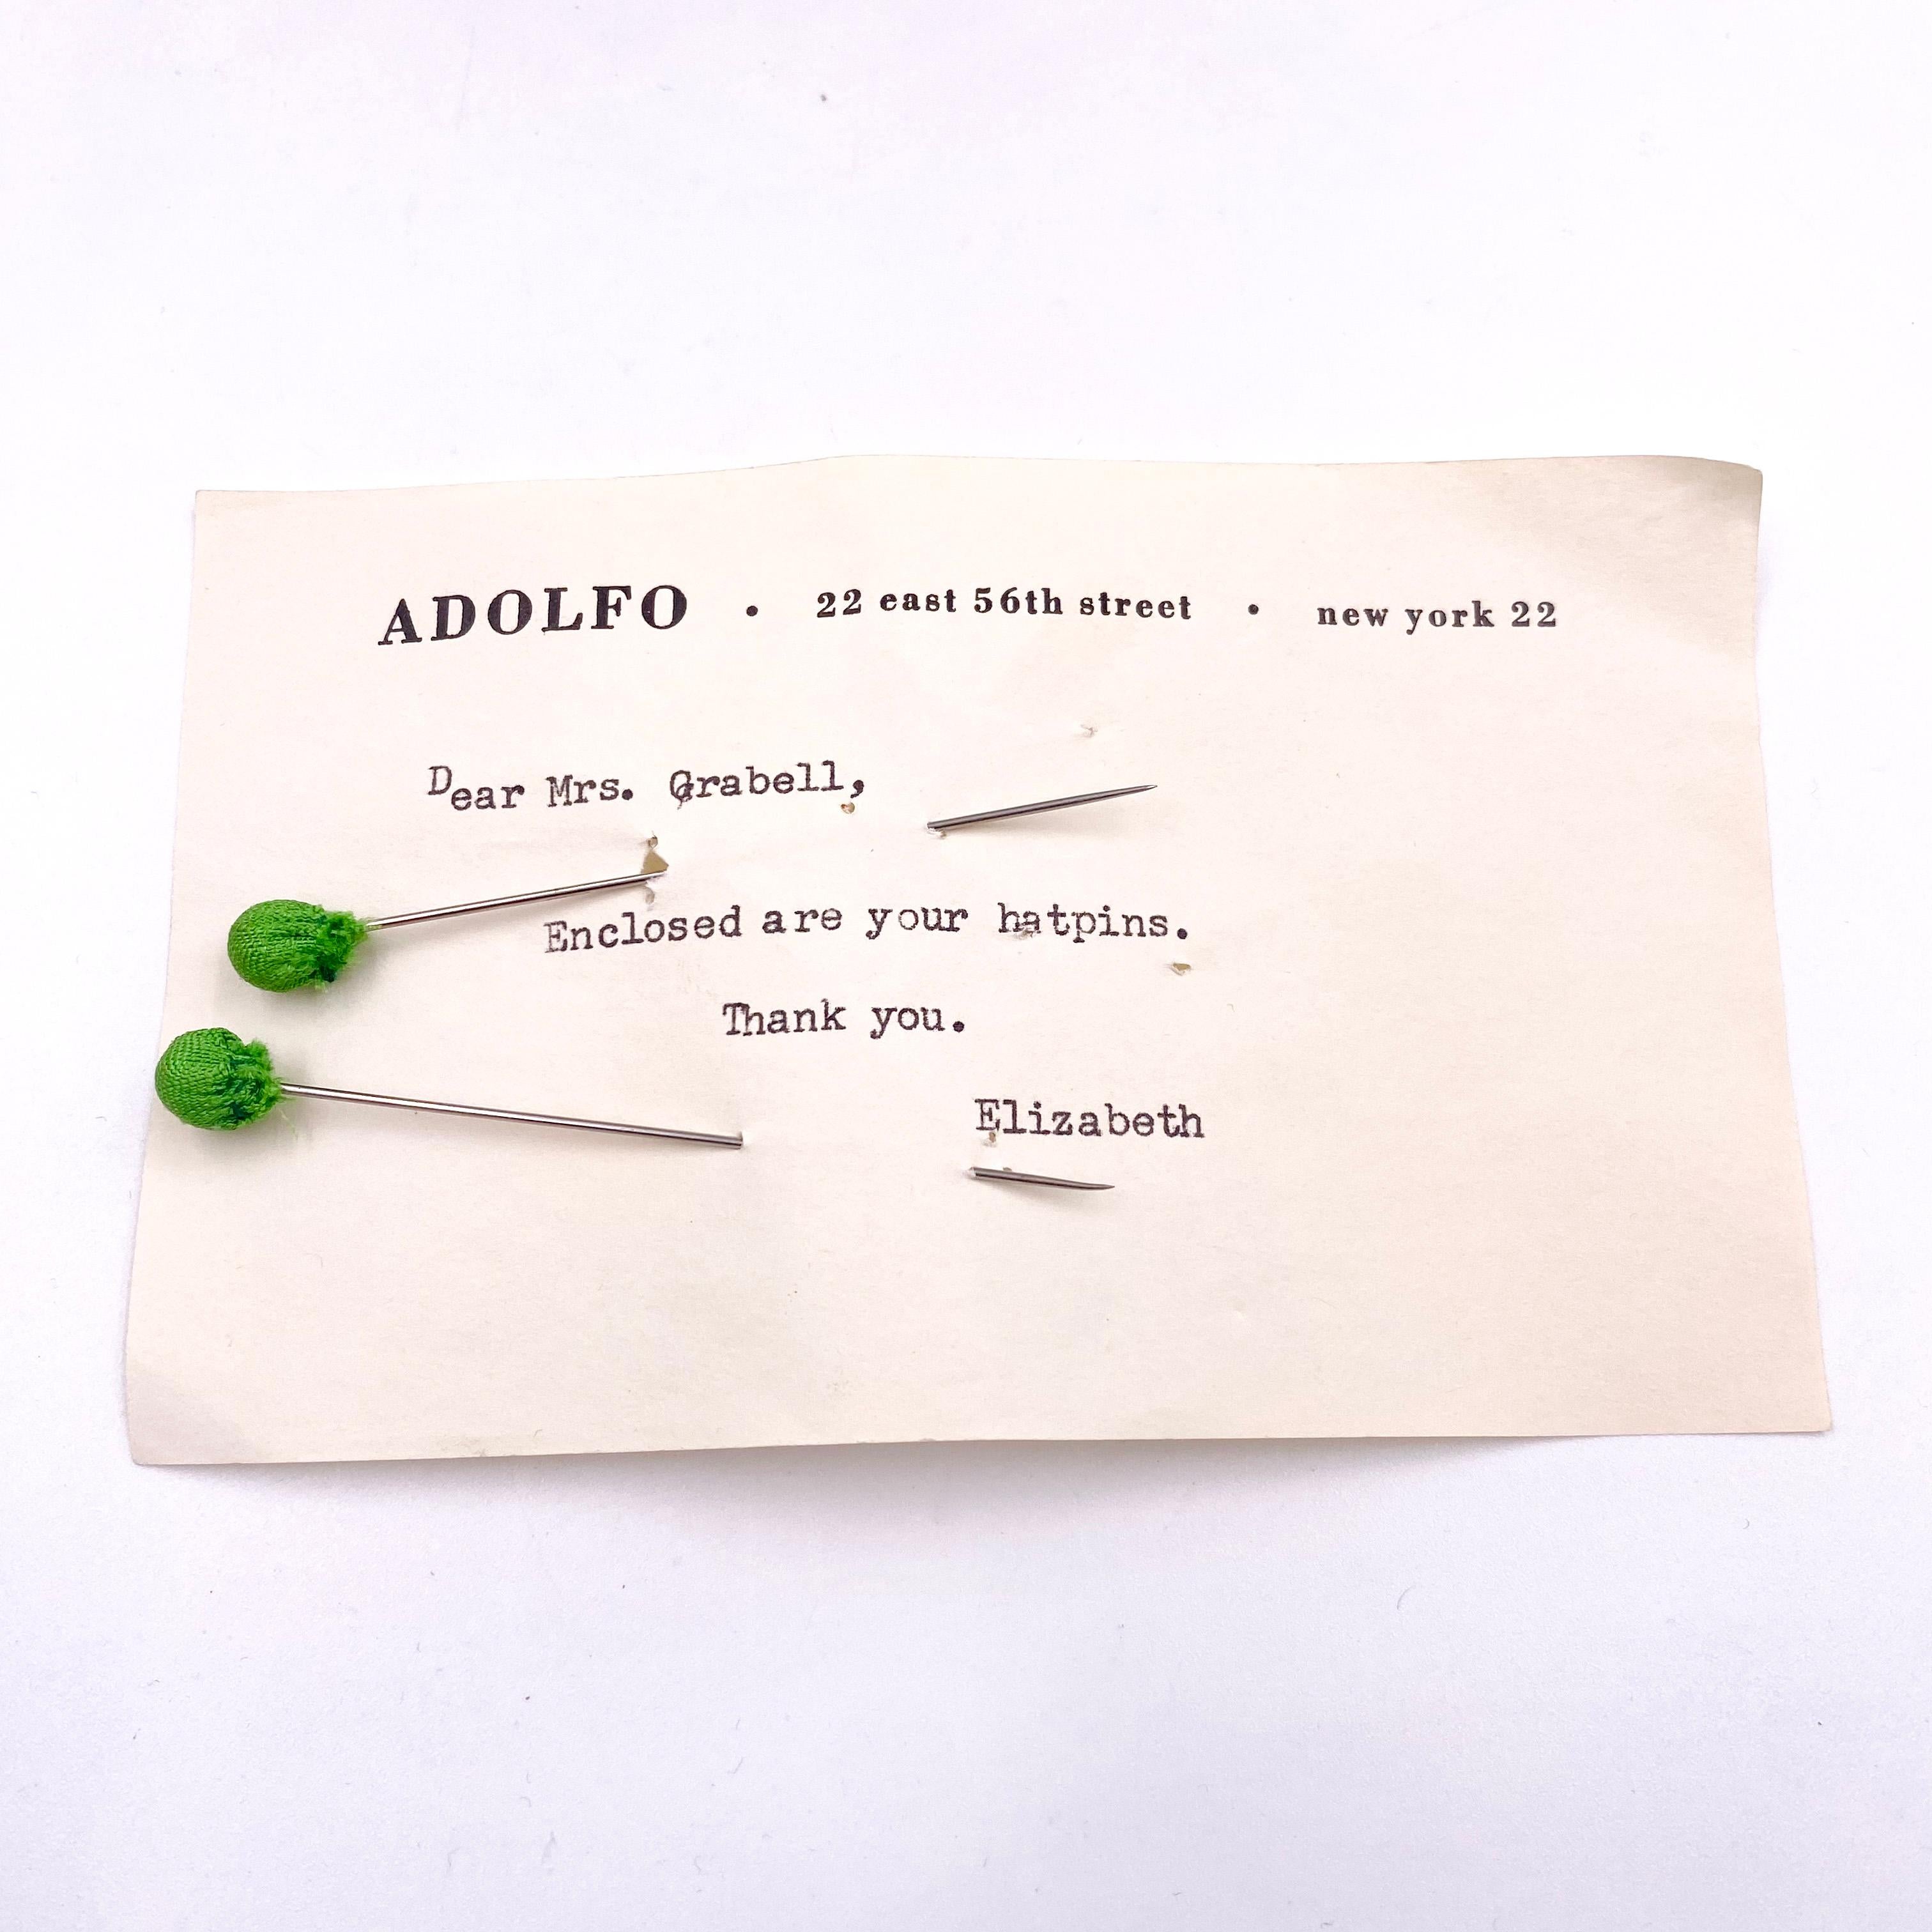 ADOLFO • 22 east 56th street • new york 22
Dear Mrs. Grabell,
Enclosed are your hatpins.
Thank you.
Elizabeth